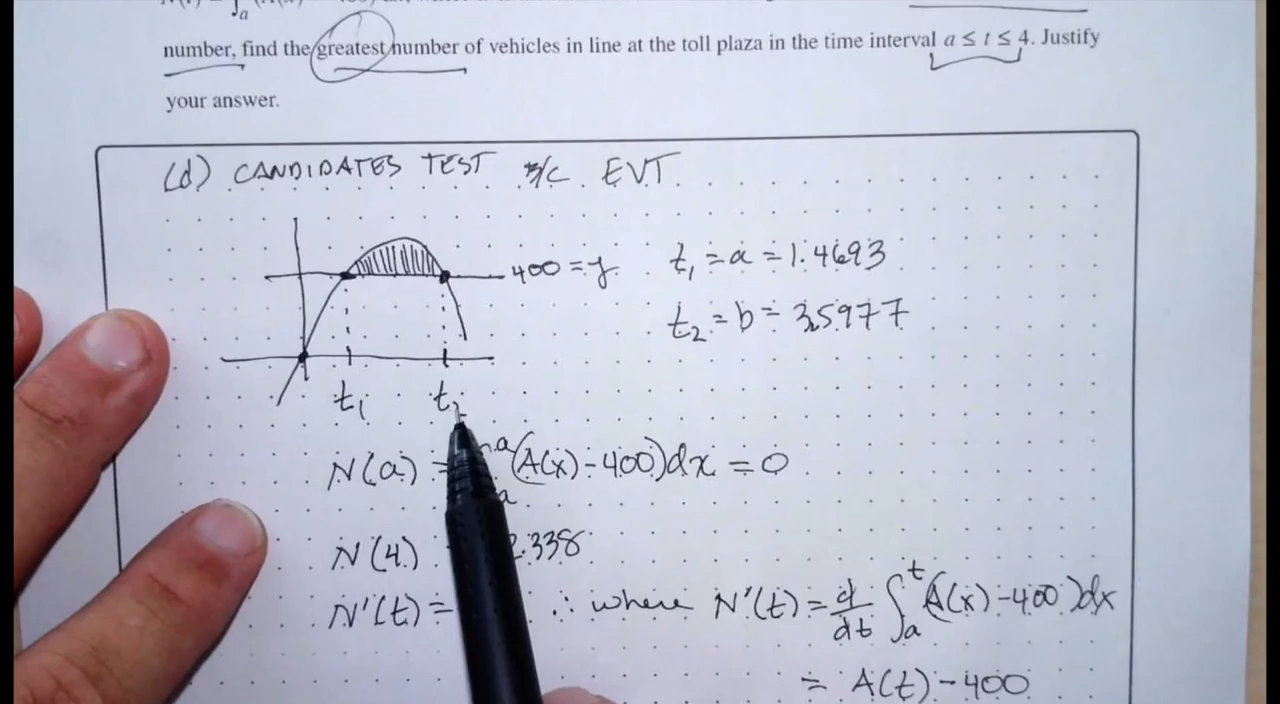 number, find the greatest number of vehicles in line at the toll plaza in the time interval a ≤ t ≤ 4. Justify
your answer.
(d) CANDIDATES TEST B/C EVT
400 = y t₁ = a = 1.4693
t₂ = b = 3.5977
t₁ t₂
N(a) = a (A(x) - 400)dx = 0
a
N(4) 2.338
N'(t) = ∴ where N'(t) = d/dt ∫ₐᵗ (A(x) - 400)dx
= A(t) - 400